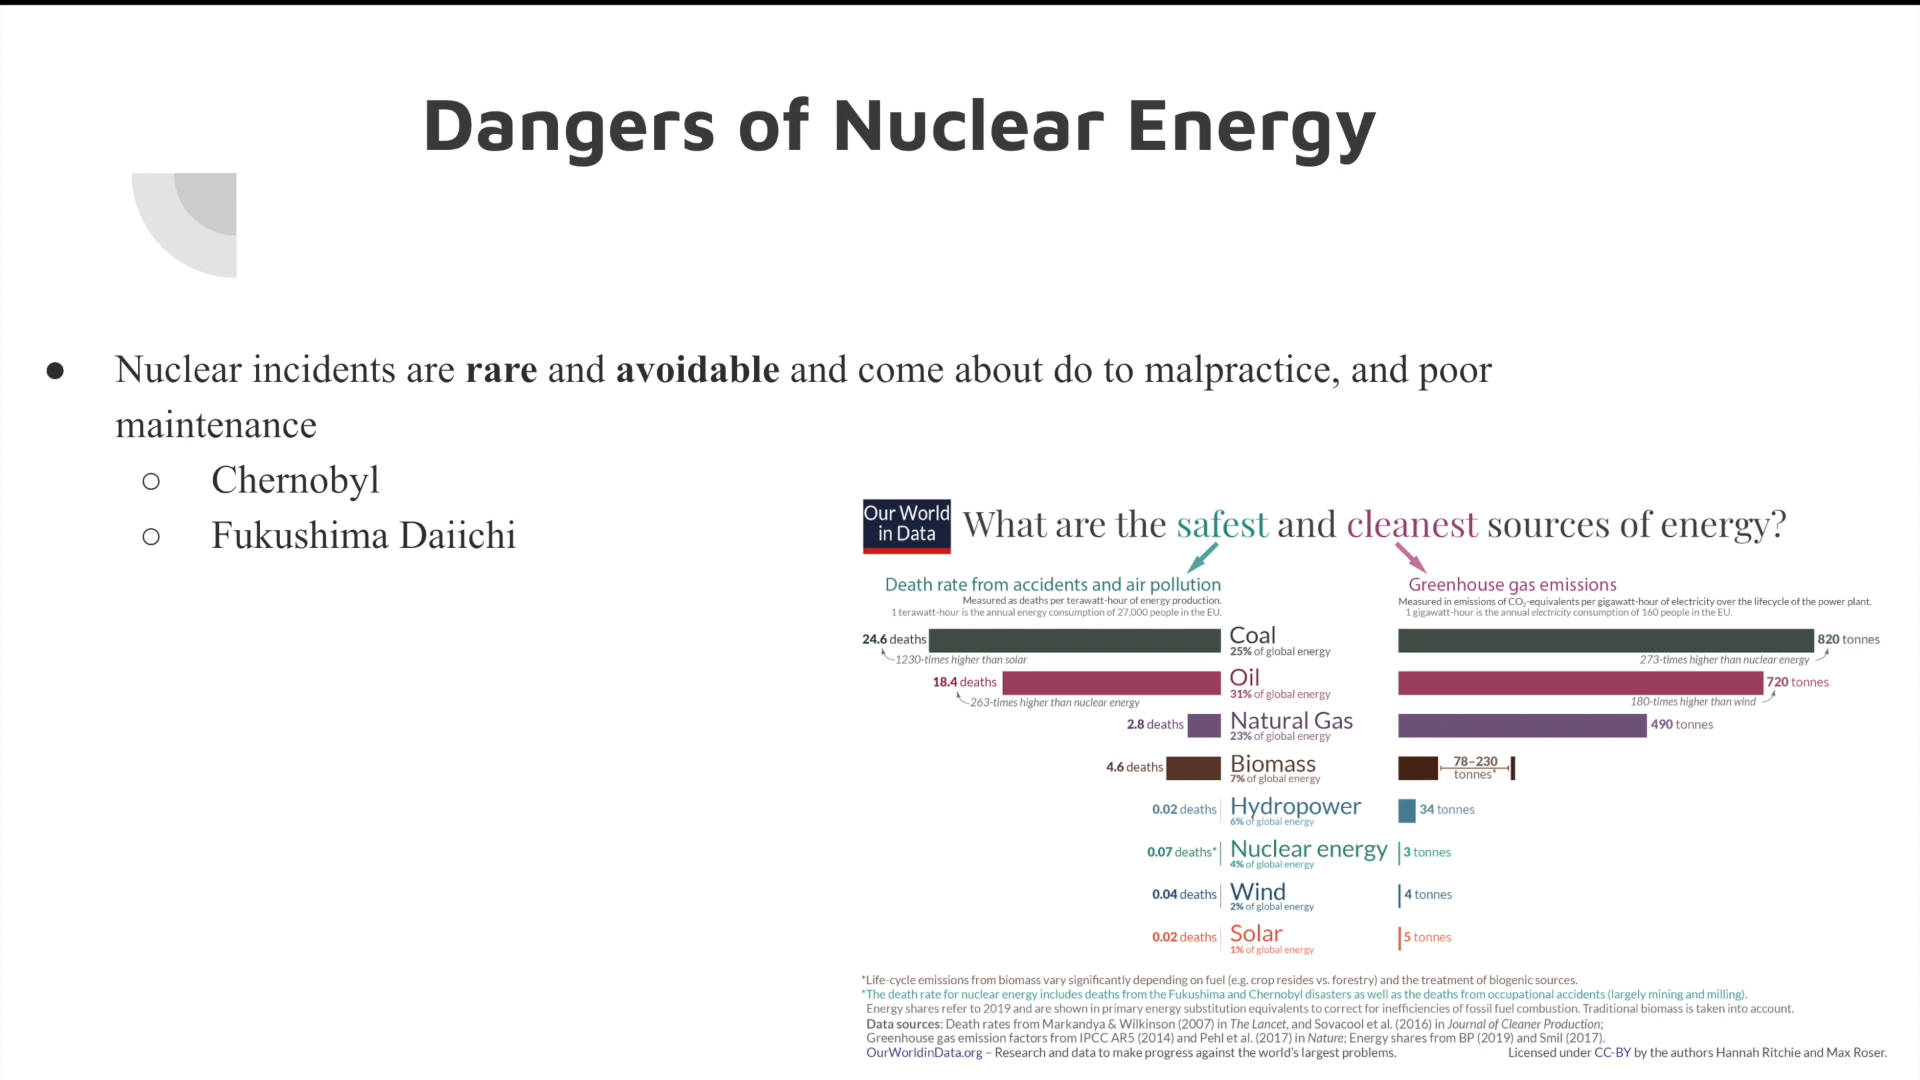 Dangers of Nuclear Energy
● Nuclear incidents are rare and avoidable and come about do to malpractice, and poor
maintenance
○ Chernobyl
○ Fukushima Daiichi
Our World
in Data
What are the safest and cleanest sources of energy?
Death rate from accidents and air pollution
Measured as deaths per terawatt-hour of energy production.
1 terawatt-hour is the annual energy consumption of 27,000 people in the EU.
Greenhouse gas emissions
Measured in emissions of CO₂-equivalents per gigawatt-hour of electricity over the lifecycle of the power plant.
1 gigawatt-hour is the annual electricity consumption of 160 people in the EU.
24.6 deaths
1230-times higher than solar
Coal
25% of global energy
820 tonnes
273-times higher than nuclear energy
18.4 deaths
263-times higher than nuclear energy
Oil
31% of global energy
720 tonnes
180-times higher than wind
2.8 deaths
Natural Gas
23% of global energy
490 tonnes
4.6 deaths
Biomass
7% of global energy
78–230
tonnes*
0.02 deaths
Hydropower
6% of global energy
34 tonnes
0.07 deaths*
Nuclear energy
4% of global energy
3 tonnes
0.04 deaths
Wind
2% of global energy
4 tonnes
0.02 deaths
Solar
1% of global energy
5 tonnes
*Life-cycle emissions from biomass vary significantly depending on fuel (e.g. crop resides vs. forestry) and the treatment of biogenic sources.
*The death rate for nuclear energy includes deaths from the Fukushima and Chernobyl disasters as well as the deaths from occupational accidents (largely mining and milling).
Energy shares refer to 2019 and are shown in primary energy substitution equivalents to correct for inefficiencies of fossil fuel combustion. Traditional biomass is taken into account.
Data sources: Death rates from Markandya & Wilkinson (2007) in The Lancet, and Sovacool et al. (2016) in Journal of Cleaner Production;
Greenhouse gas emission factors from IPCC AR5 (2014) and Pehl et al. (2017) in Nature; Energy shares from BP (2019) and Smil (2017).
OurWorldinData.org – Research and data to make progress against the world's largest problems.
Licensed under CC-BY by the authors Hannah Ritchie and Max Roser.